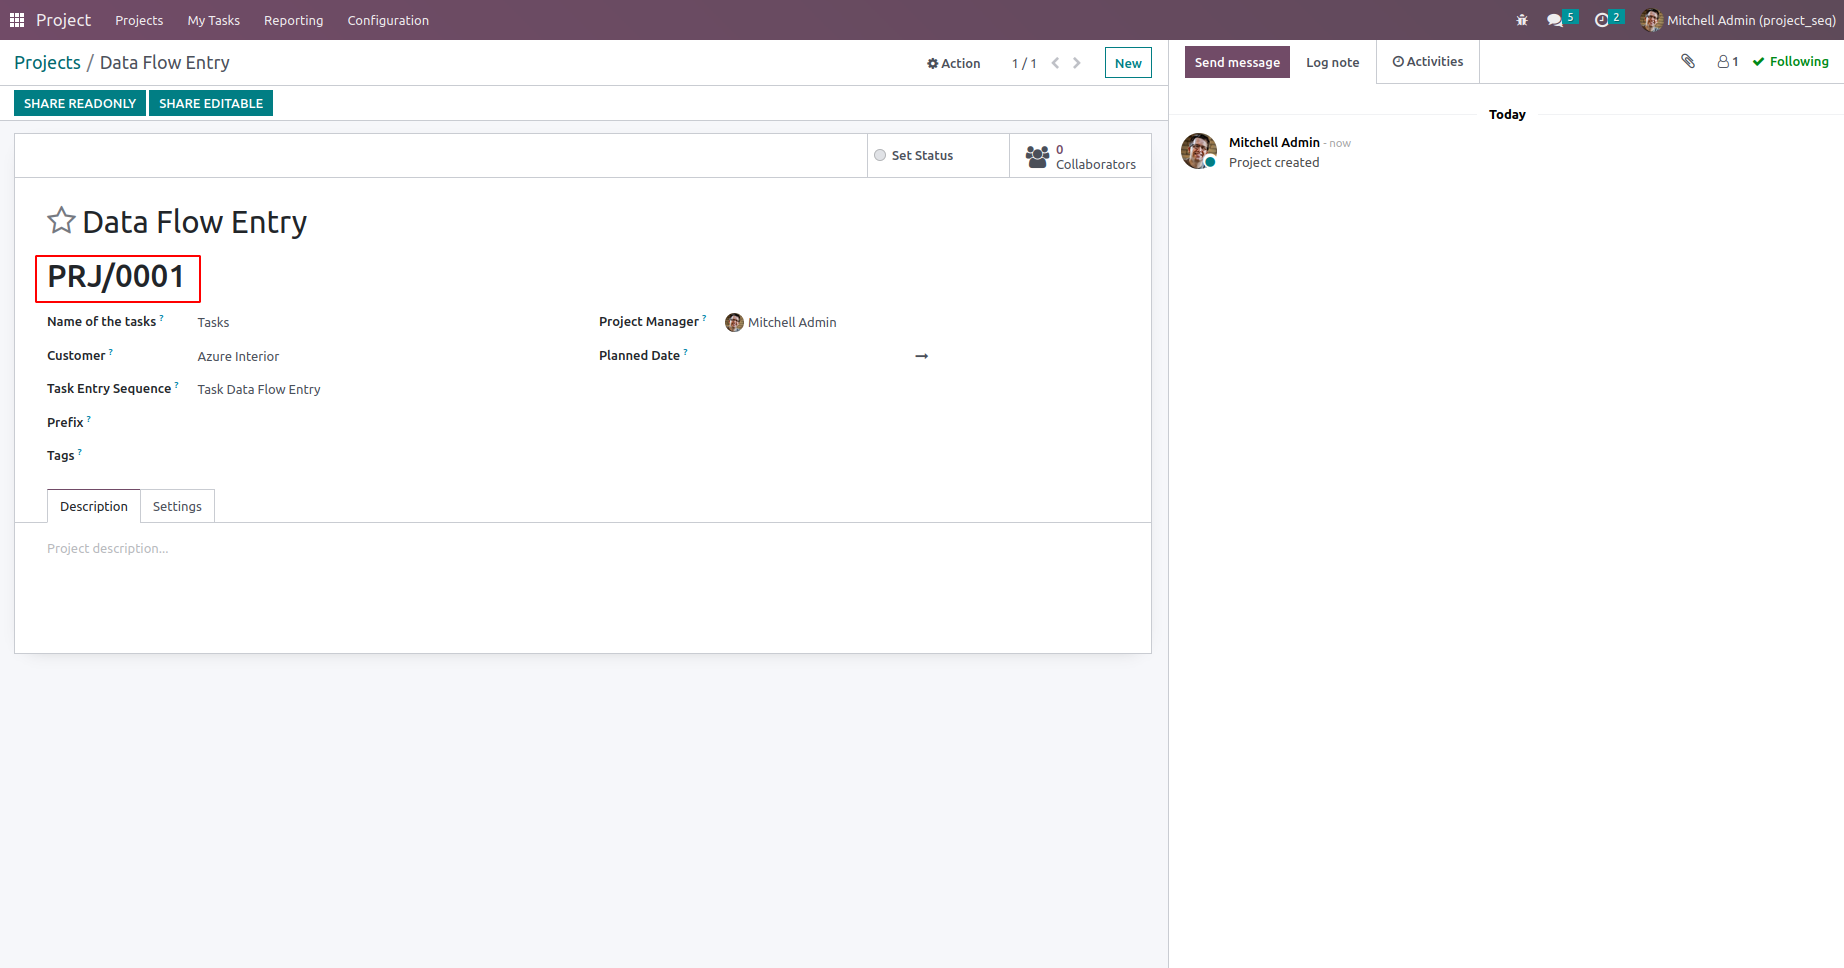 Project Projects My Tasks Reporting Configuration 5 2 Mitchell Admin (project_seq)
Projects / Data Flow Entry Action 1 / 1 New
SHARE READONLY SHARE EDITABLE
Set Status 0 Collaborators
Data Flow Entry
PRJ/0001
Name of the tasks ? Tasks Project Manager ? Mitchell Admin
Customer ? Azure Interior Planned Date ? →
Task Entry Sequence ? Task Data Flow Entry
Prefix ?
Tags ?
Description Settings
Project description...
Send message Log note Activities 1 Following
Today
Mitchell Admin - now
Project created